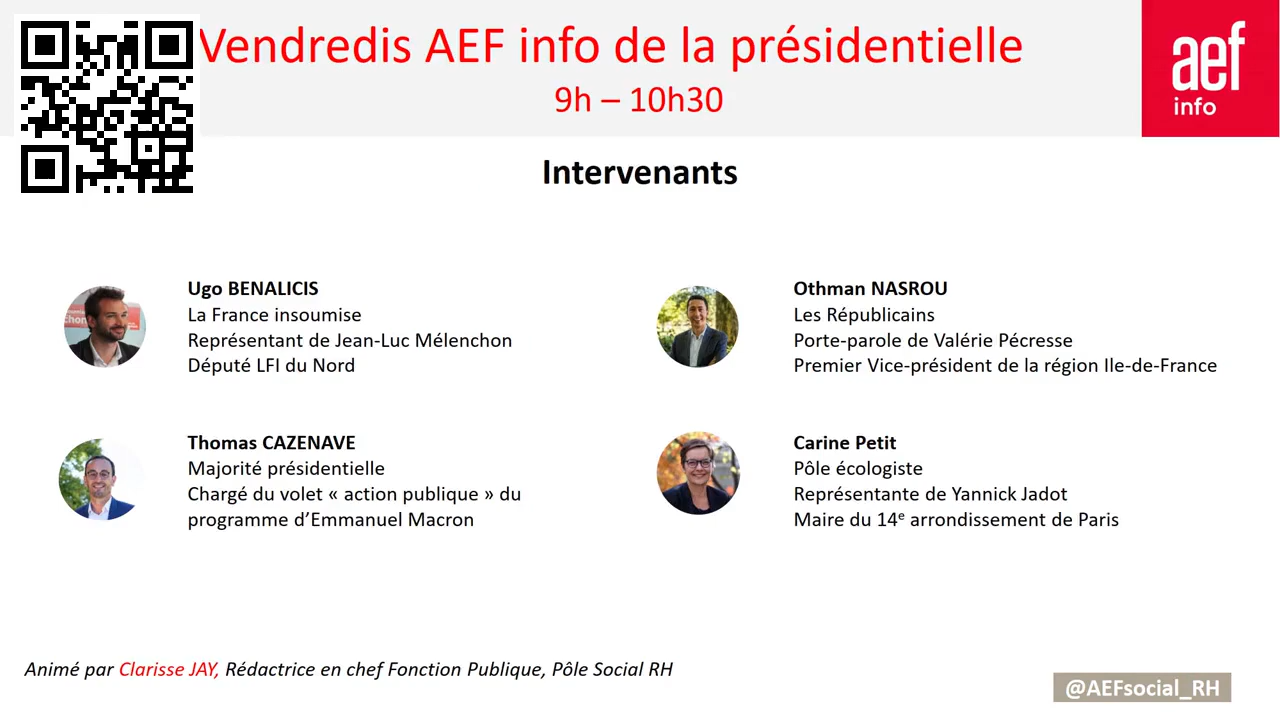 Vendredis AEF info de la présidentielle
9h – 10h30
aef
info
Intervenants
Ugo BENALICIS
La France insoumise
Représentant de Jean-Luc Mélenchon
Député LFI du Nord
Othman NASROU
Les Républicains
Porte-parole de Valérie Pécresse
Premier Vice-président de la région Ile-de-France
Thomas CAZENAVE
Majorité présidentielle
Chargé du volet « action publique » du
programme d’Emmanuel Macron
Carine Petit
Pôle écologiste
Représentante de Yannick Jadot
Maire du 14e arrondissement de Paris
Animé par Clarisse JAY, Rédactrice en chef Fonction Publique, Pôle Social RH
@AEFsocial_RH